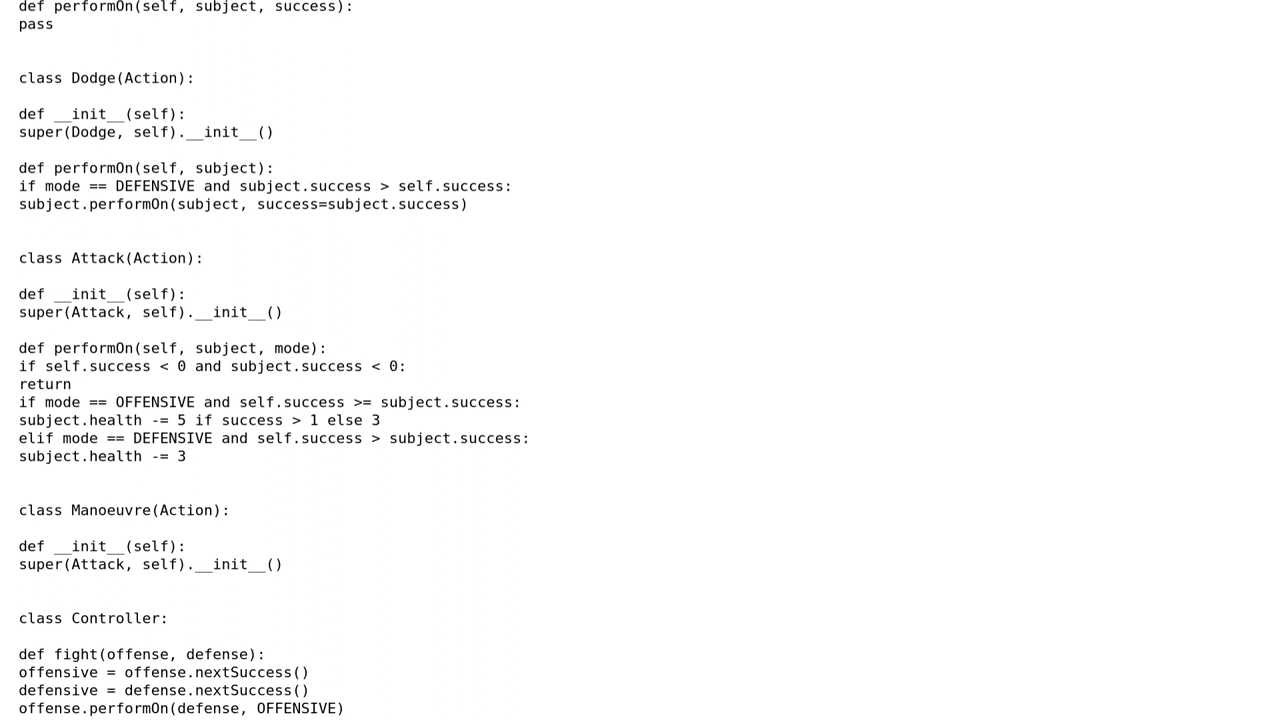 def performOn(self, subject, success):
pass
class Dodge(Action):
def __init__(self):
super(Dodge, self).__init__()
def performOn(self, subject):
if mode == DEFENSIVE and subject.success > self.success:
subject.performOn(subject, success=subject.success)
class Attack(Action):
def __init__(self):
super(Attack, self).__init__()
def performOn(self, subject, mode):
if self.success < 0 and subject.success < 0:
return
if mode == OFFENSIVE and self.success >= subject.success:
subject.health -= 5 if success > 1 else 3
elif mode == DEFENSIVE and self.success > subject.success:
subject.health -= 3
class Manoeuvre(Action):
def __init__(self):
super(Attack, self).__init__()
class Controller:
def fight(offense, defense):
offensive = offense.nextSuccess()
defensive = defense.nextSuccess()
offense.performOn(defense, OFFENSIVE)